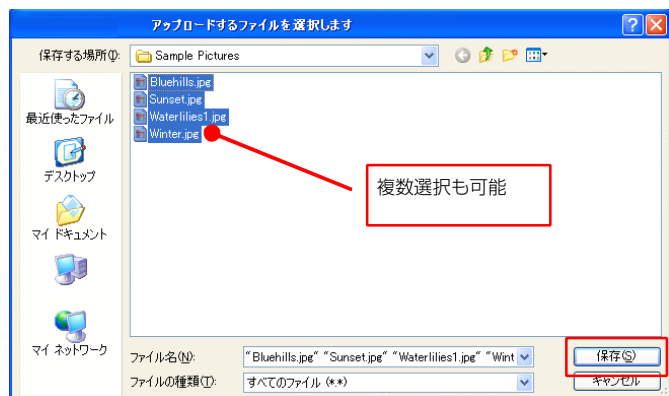 アップロードするファイルを選択します
保存する場所(I):
Sample Pictures
最近使ったファイル
デスクトップ
マイ ドキュメント
マイ ネットワーク
Bluehills.jpg
Sunset.jpg
Waterlilies1.jpg
Winter.jpg
複数選択も可能
ファイル名(N):
"Bluehills.jpg" "Sunset.jpg" "Waterlilies1.jpg" "Wint
保存(S)
ファイルの種類(T):
すべてのファイル (*.*)
キャンセル